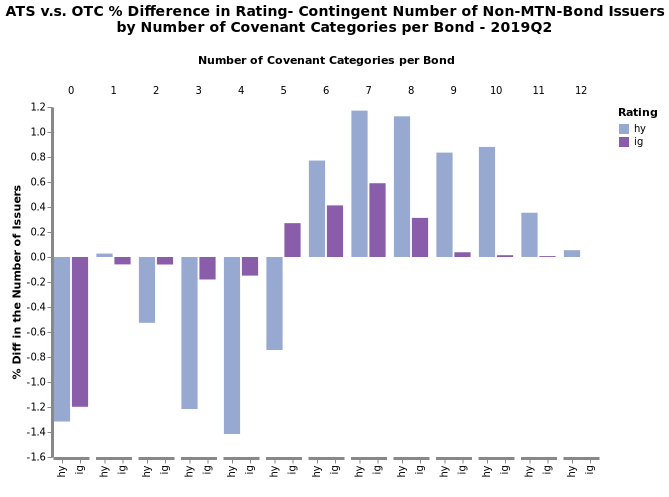 ATS v.s. OTC % Difference in Rating- Contingent Number of Non-MTN-Bond Issuers
by Number of Covenant Categories per Bond - 2019Q2
Number of Covenant Categories per Bond
0 1 2 3 4 5 6 7 8 9 10 11 12
Rating
hy
ig
% Diff in the Number of Issuers
1.2
1.0
0.8
0.6
0.4
0.2
0.0
-0.2
-0.4
-0.6
-0.8
-1.0
-1.2
-1.4
-1.6
hy ig hy ig hy ig hy ig hy ig hy ig hy ig hy ig hy ig hy ig hy ig hy ig hy ig